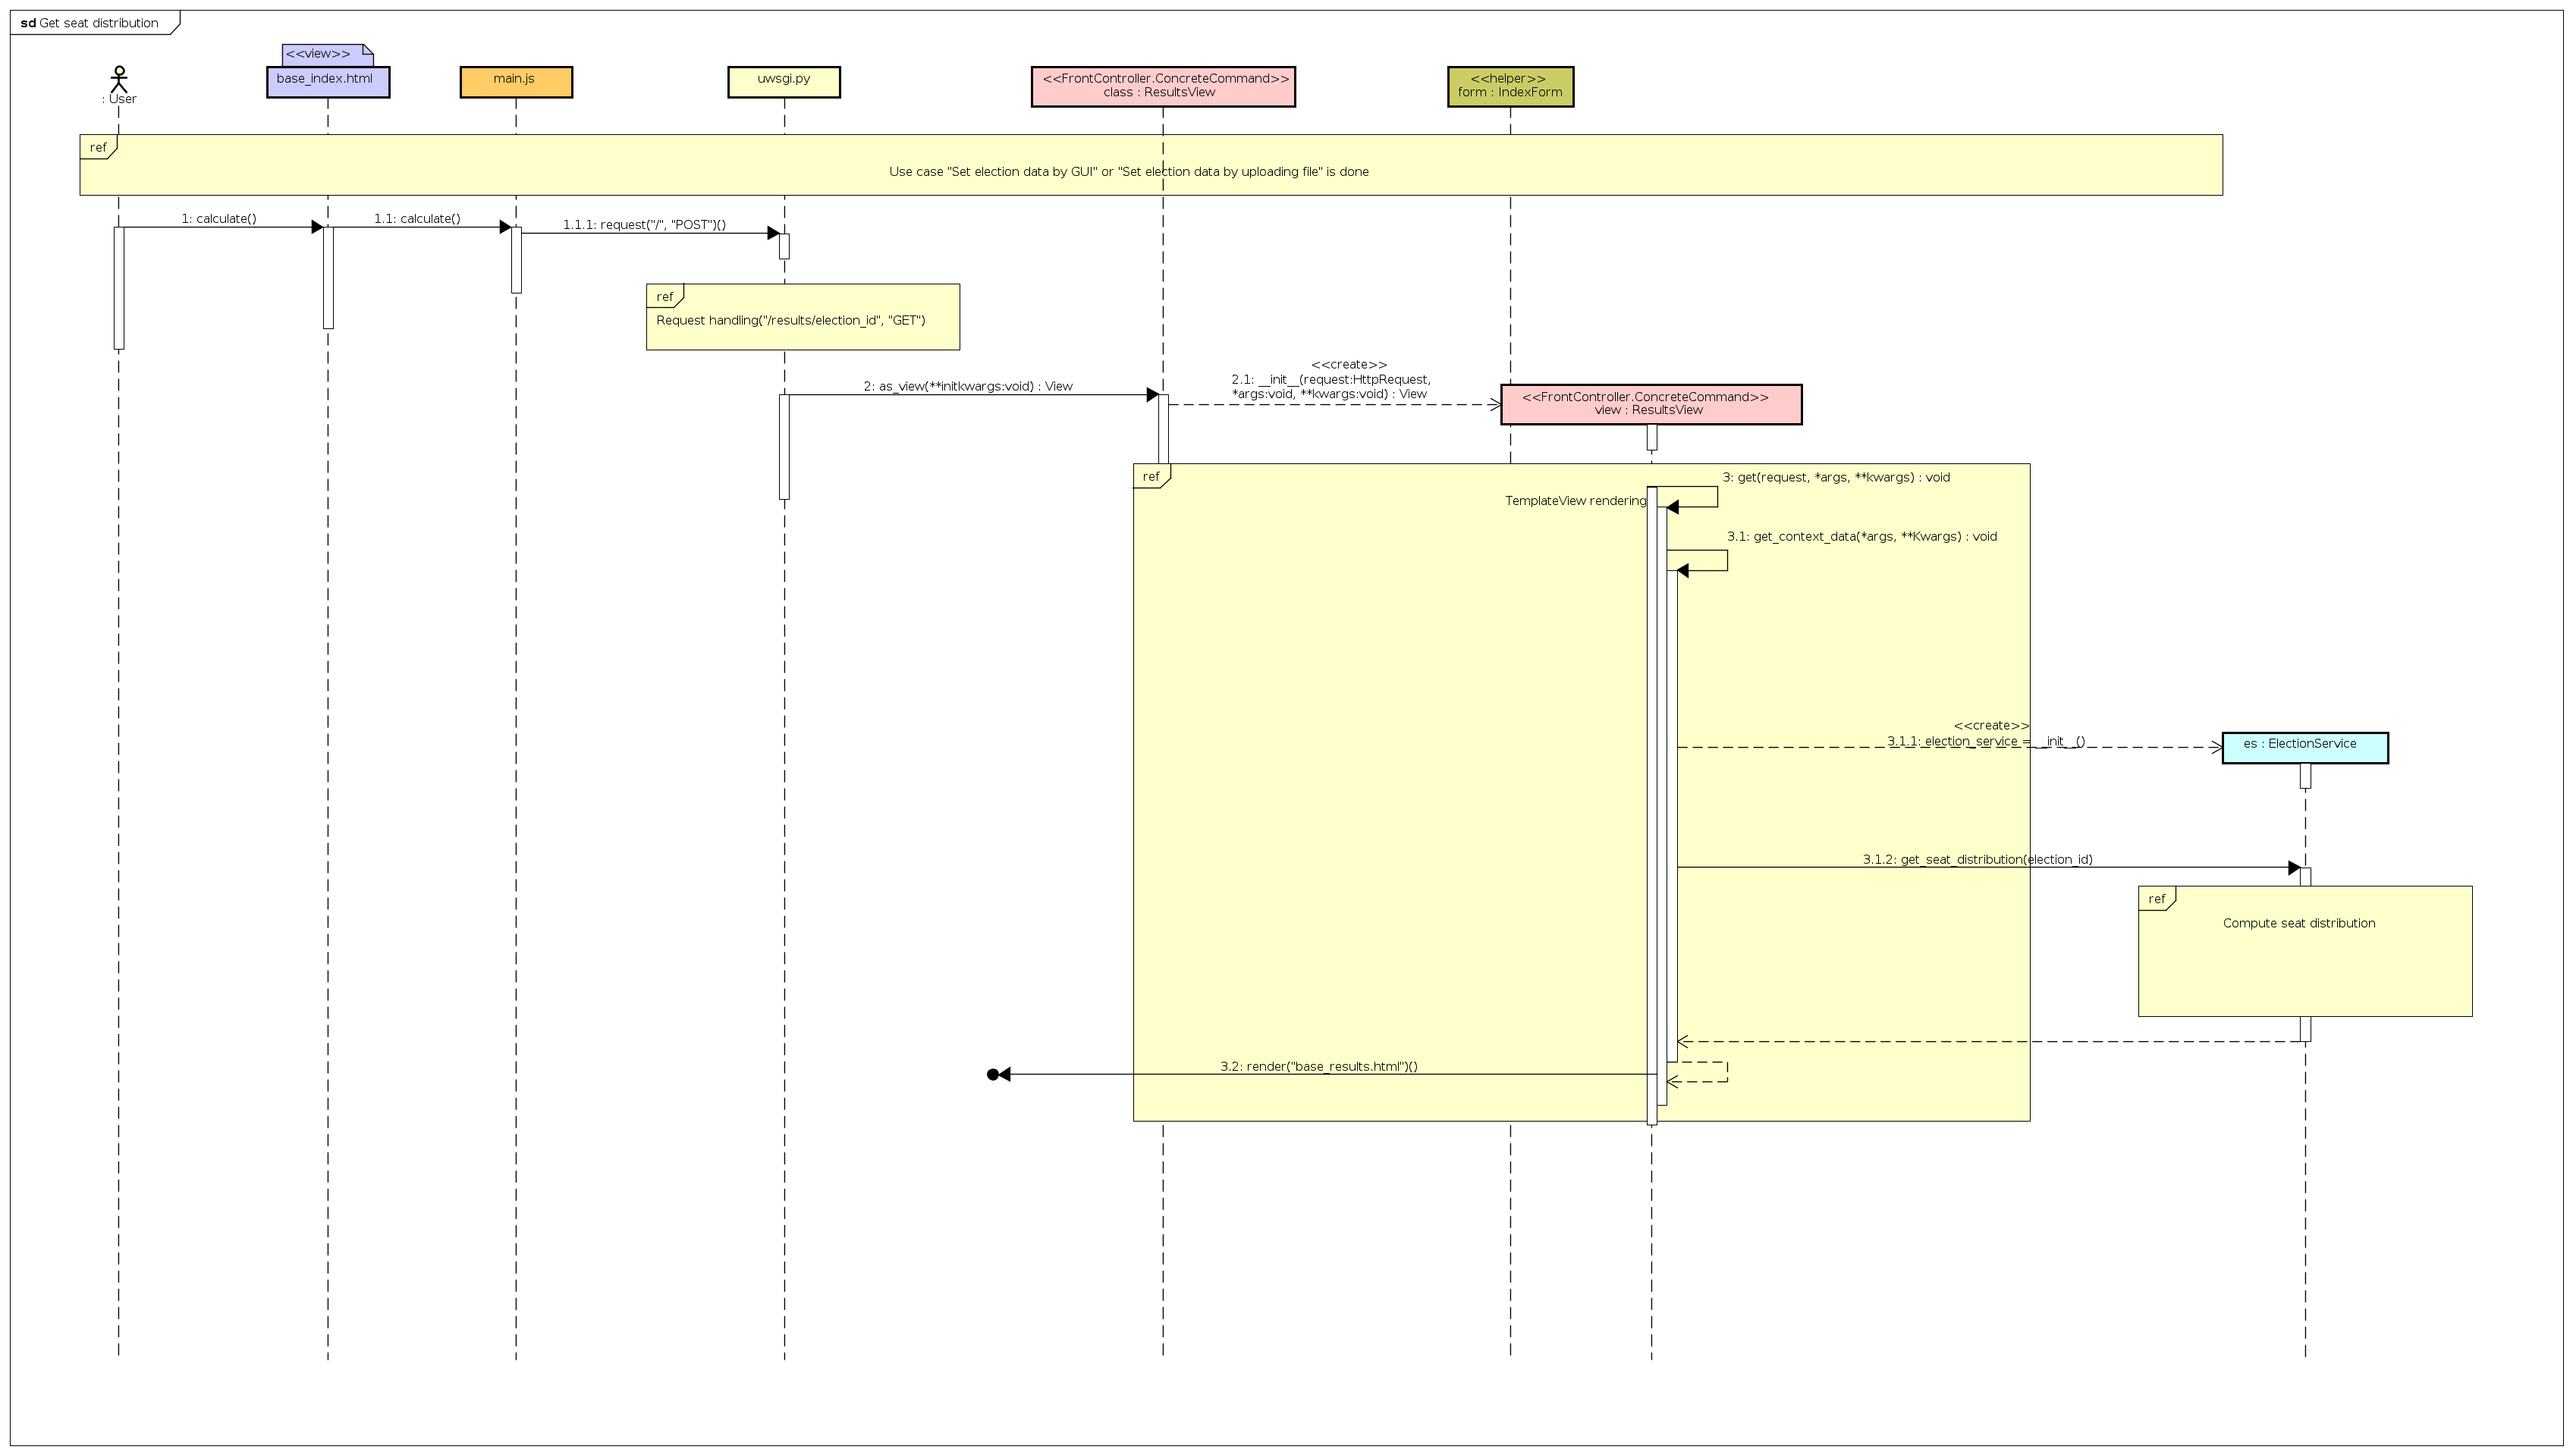 sd Get seat distribution
<<view>>
base_index.html
main.js
uwsgi.py
<<FrontController.ConcreteCommand>>
class : ResultsView
<<helper>>
form : IndexForm
: User
ref
Use case "Set election data by GUI" or "Set election data by uploading file" is done
1: calculate()
1.1: calculate()
1.1.1: request("/", "POST")()
ref
Request handling("/results/election_id", "GET")
2: as_view(**initkwargs:void) : View
<<create>>
2.1: __init__(request:HttpRequest,
*args:void, **kwargs:void) : View
<<FrontController.ConcreteCommand>>
view : ResultsView
ref
3: get(request, *args, **kwargs) : void
TemplateView rendering
3.1: get_context_data(*args, **Kwargs) : void
<<create>>
3.1.1: election_service = __init__()
es : ElectionService
3.1.2: get_seat_distribution(election_id)
ref
Compute seat distribution
3.2: render("base_results.html")()